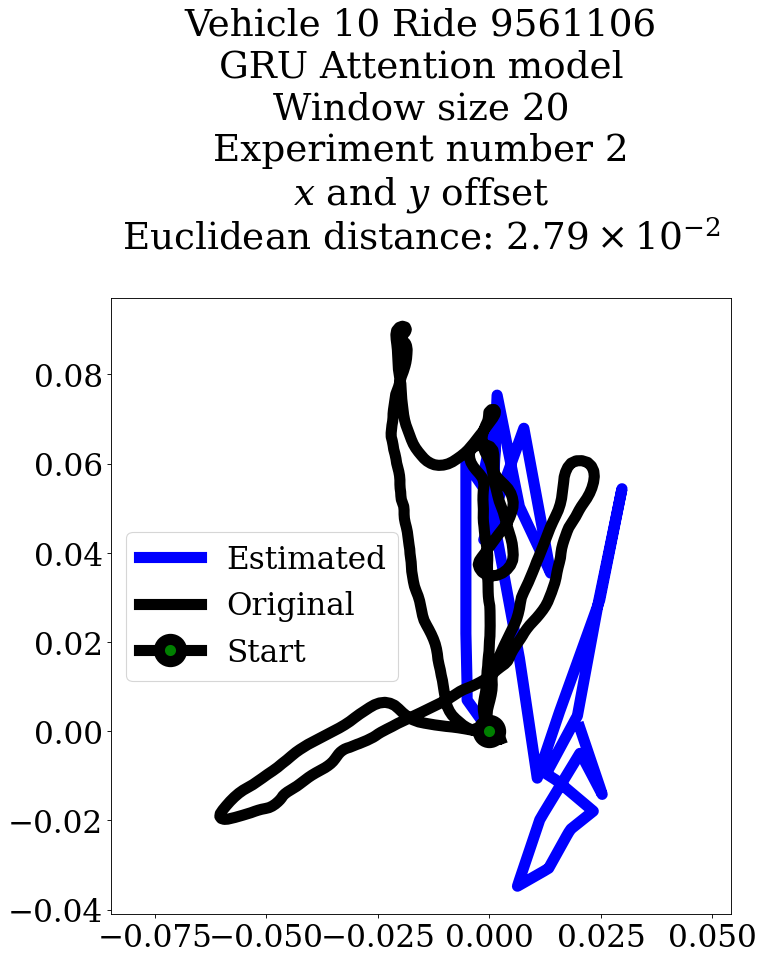 Vehicle 10 Ride 9561106
GRU Attention model
Window size 20
Experiment number 2
x and y offset
Euclidean distance: 2.79 × 10⁻²
0.08
0.06
0.04
0.02
0.00
−0.02
−0.04
Estimated
Original
Start
−0.075 −0.050 −0.025 0.000 0.025 0.050